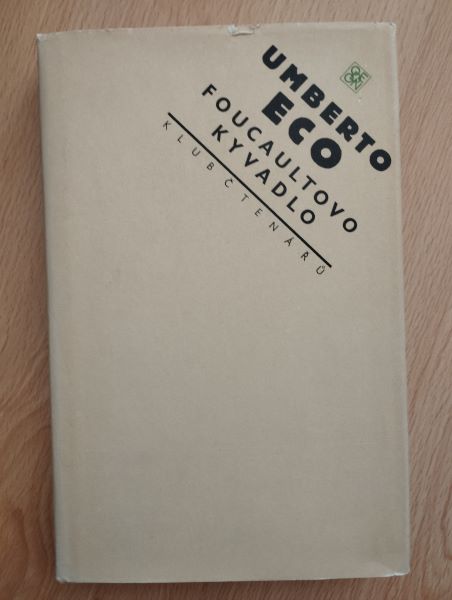 UMBERTO
ECO
FOUCAULTOVO
KYVADLO
KLUB ČTENÁŘŮ